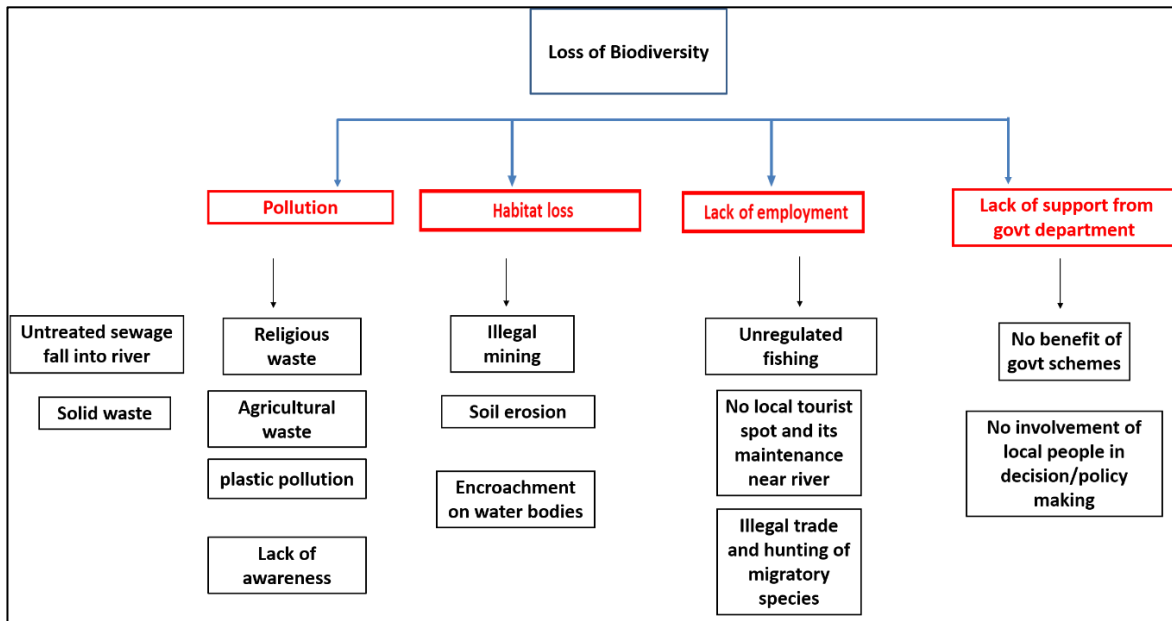 Loss of Biodiversity
Pollution
Habitat loss
Lack of employment
Lack of support from
govt department
Untreated sewage
fall into river
Solid waste
Religious
waste
Agricultural
waste
plastic pollution
Lack of
awareness
Illegal
mining
Soil erosion
Encroachment
on water bodies
Unregulated
fishing
No local tourist
spot and its
maintenance
near river
Illegal trade
and hunting of
migratory
species
No benefit of
govt schemes
No involvement of
local people in
decision/policy
making